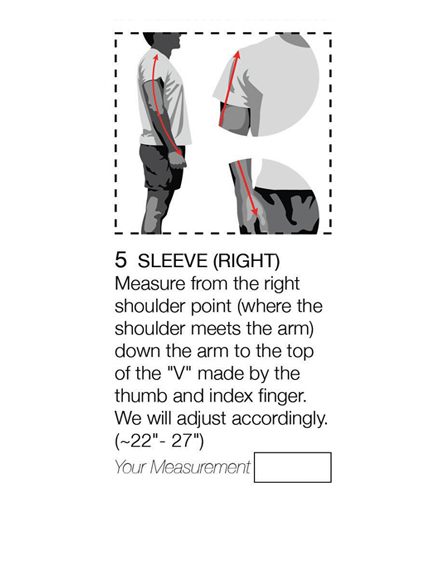 5 SLEEVE (RIGHT)
Measure from the right
shoulder point (where the
shoulder meets the arm)
down the arm to the top
of the "V" made by the
thumb and index finger.
We will adjust accordingly.
(~22"- 27")
Your Measurement